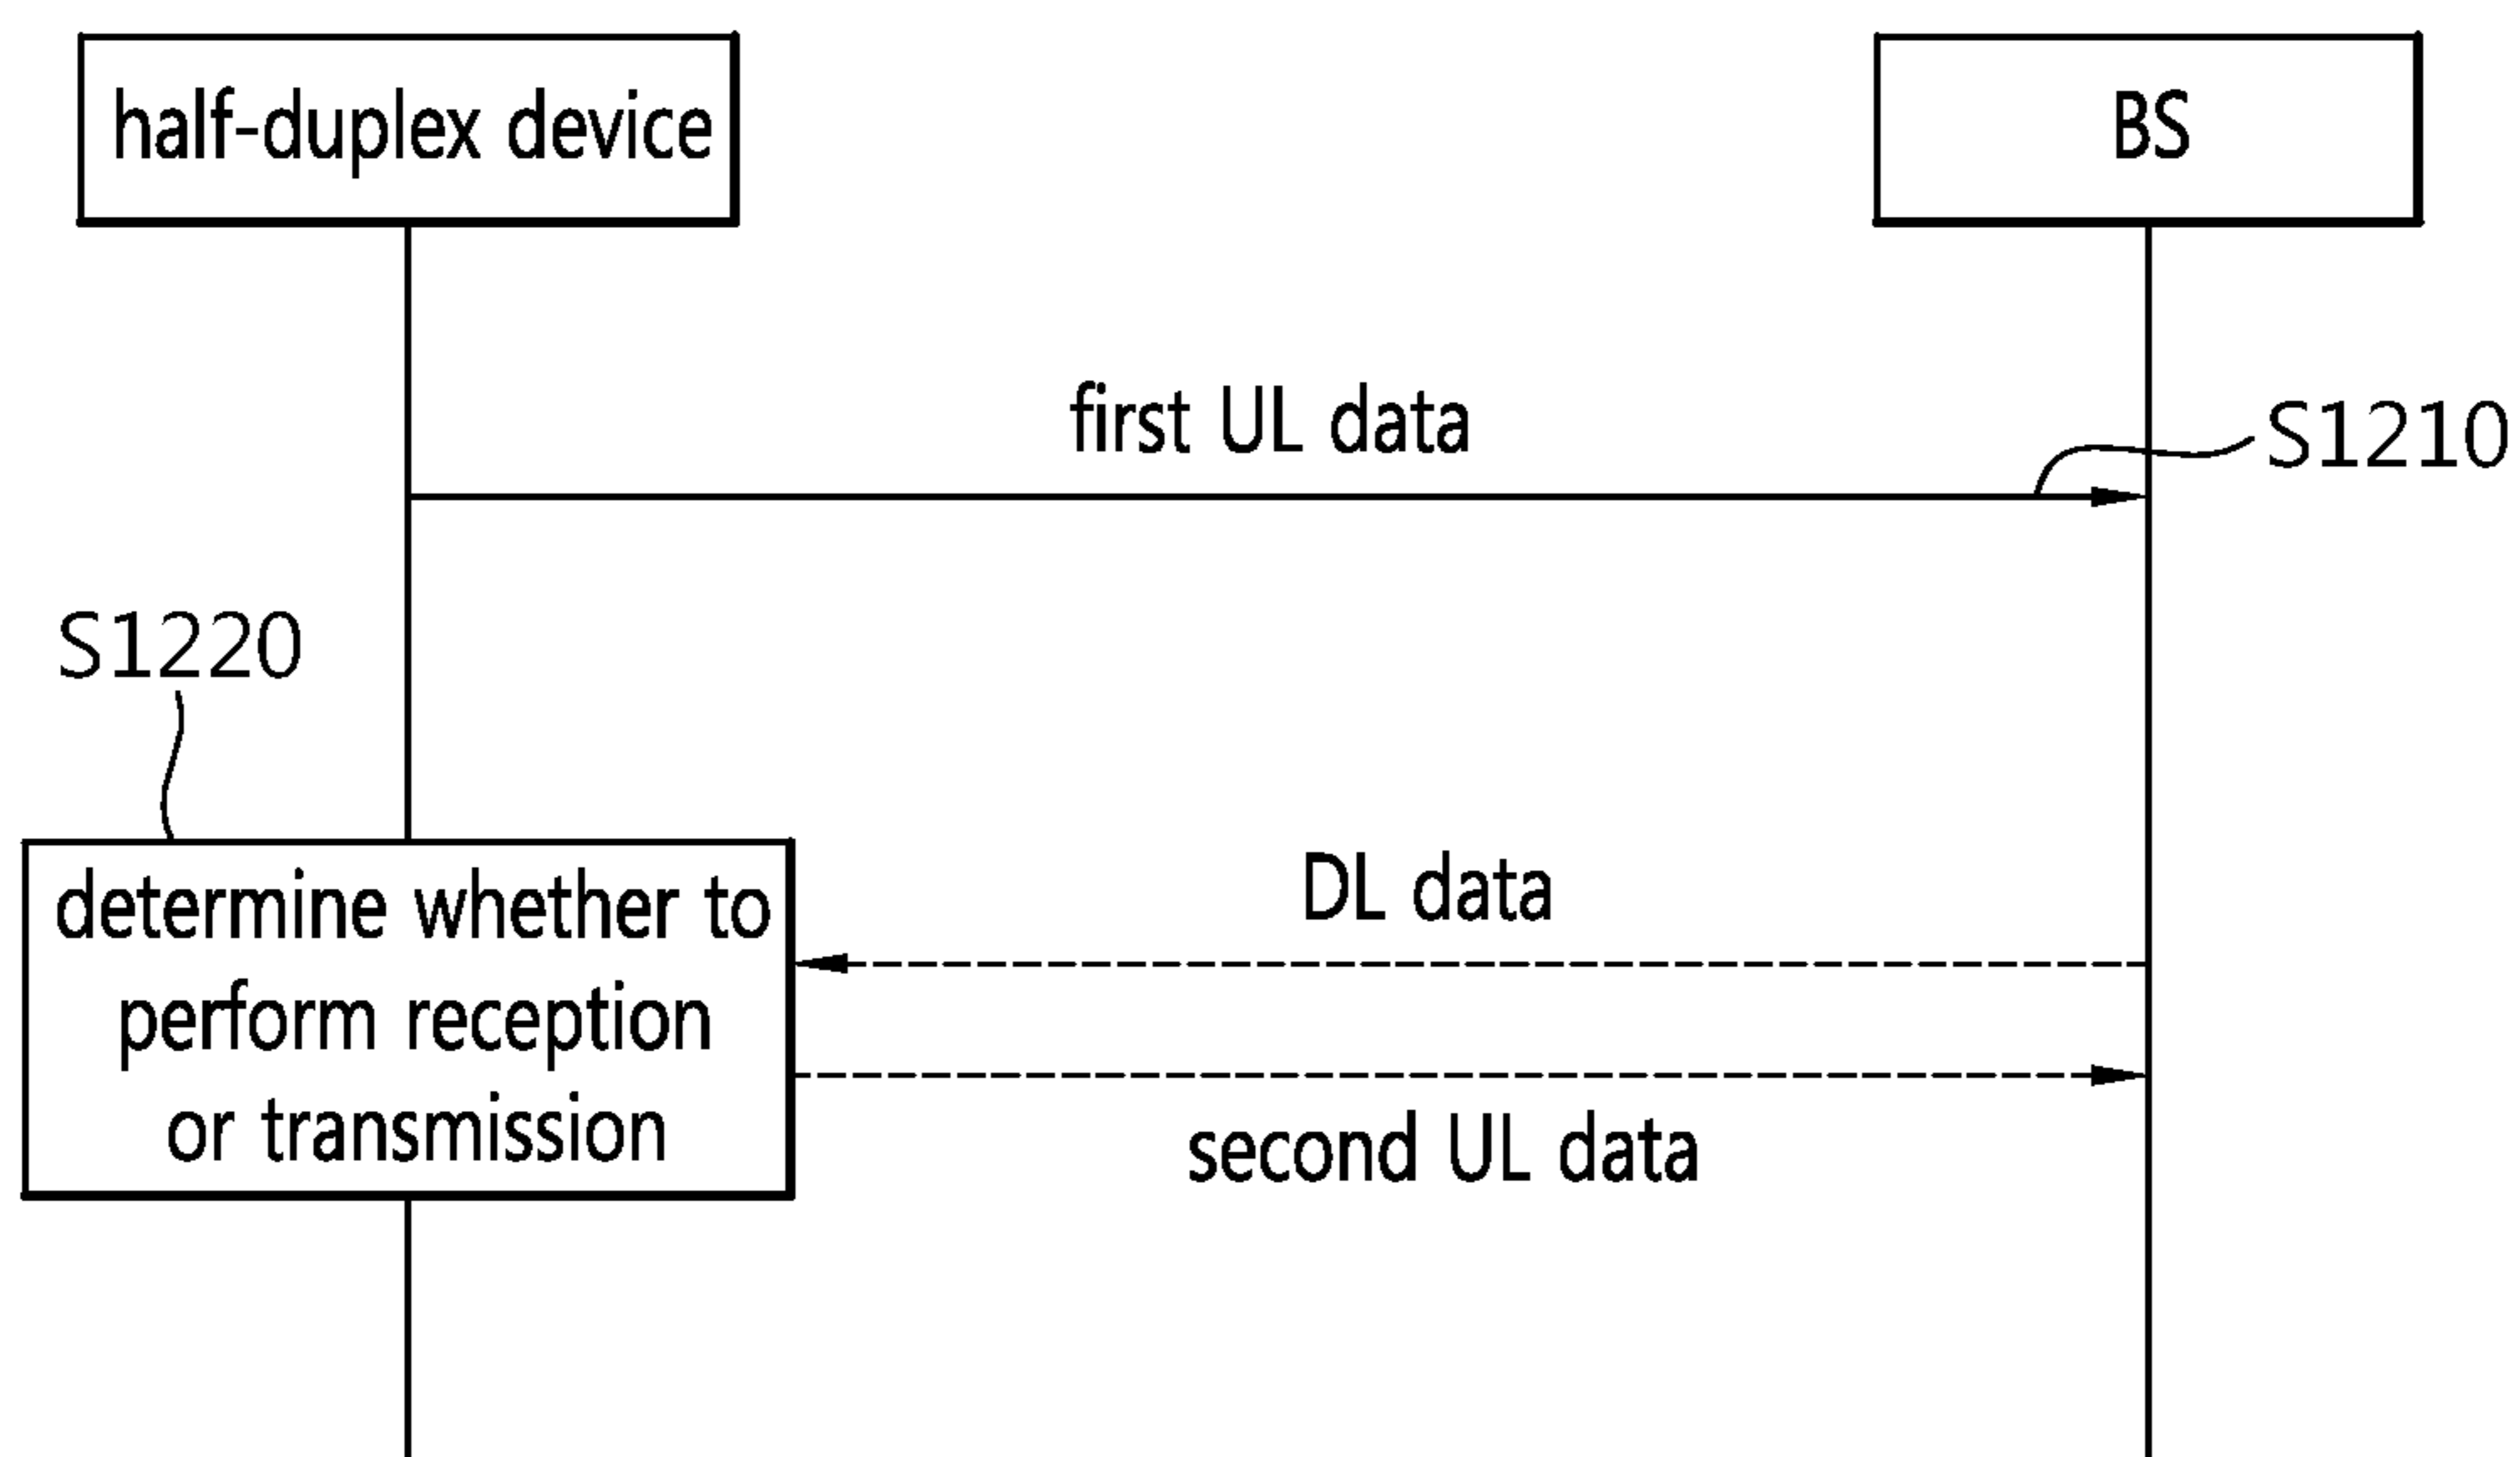 half-duplex device
BS
first UL data
S1210
S1220
determine whether to
perform reception
or transmission
DL data
second UL data